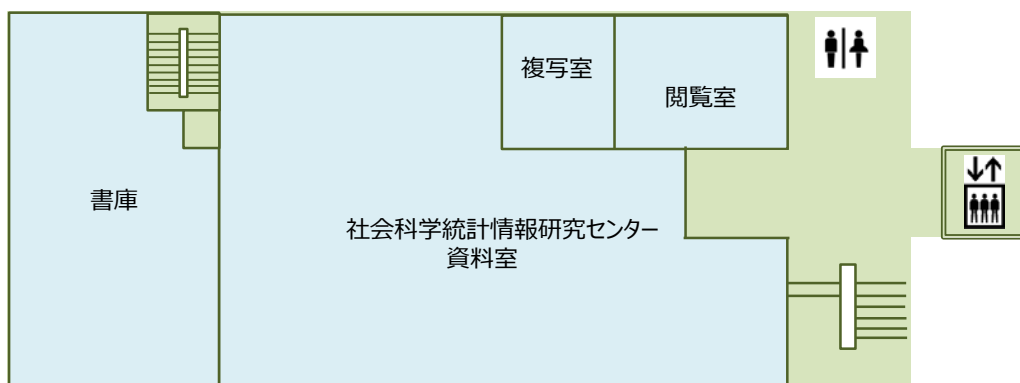 複写室
閲覧室
書庫
社会科学統計情報研究センター
資料室